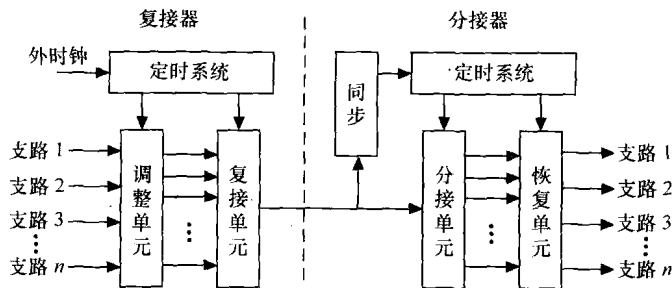 复接器
分接器
外时钟
定时系统
同步
定时系统
支路 1
支路 2
支路 3
支路 n
调整单元
复接单元
分接单元
恢复单元
支路 1
支路 2
支路 3
支路 n